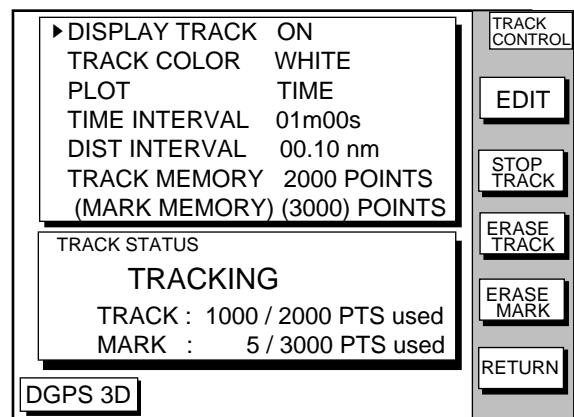 ▶DISPLAY TRACK ON
TRACK COLOR WHITE
PLOT TIME
TIME INTERVAL 01m00s
DIST INTERVAL 00.10 nm
TRACK MEMORY 2000 POINTS
(MARK MEMORY) (3000) POINTS
TRACK STATUS
TRACKING
TRACK : 1000 / 2000 PTS used
MARK : 5 / 3000 PTS used
DGPS 3D
TRACK
CONTROL
EDIT
STOP
TRACK
ERASE
TRACK
ERASE
MARK
RETURN